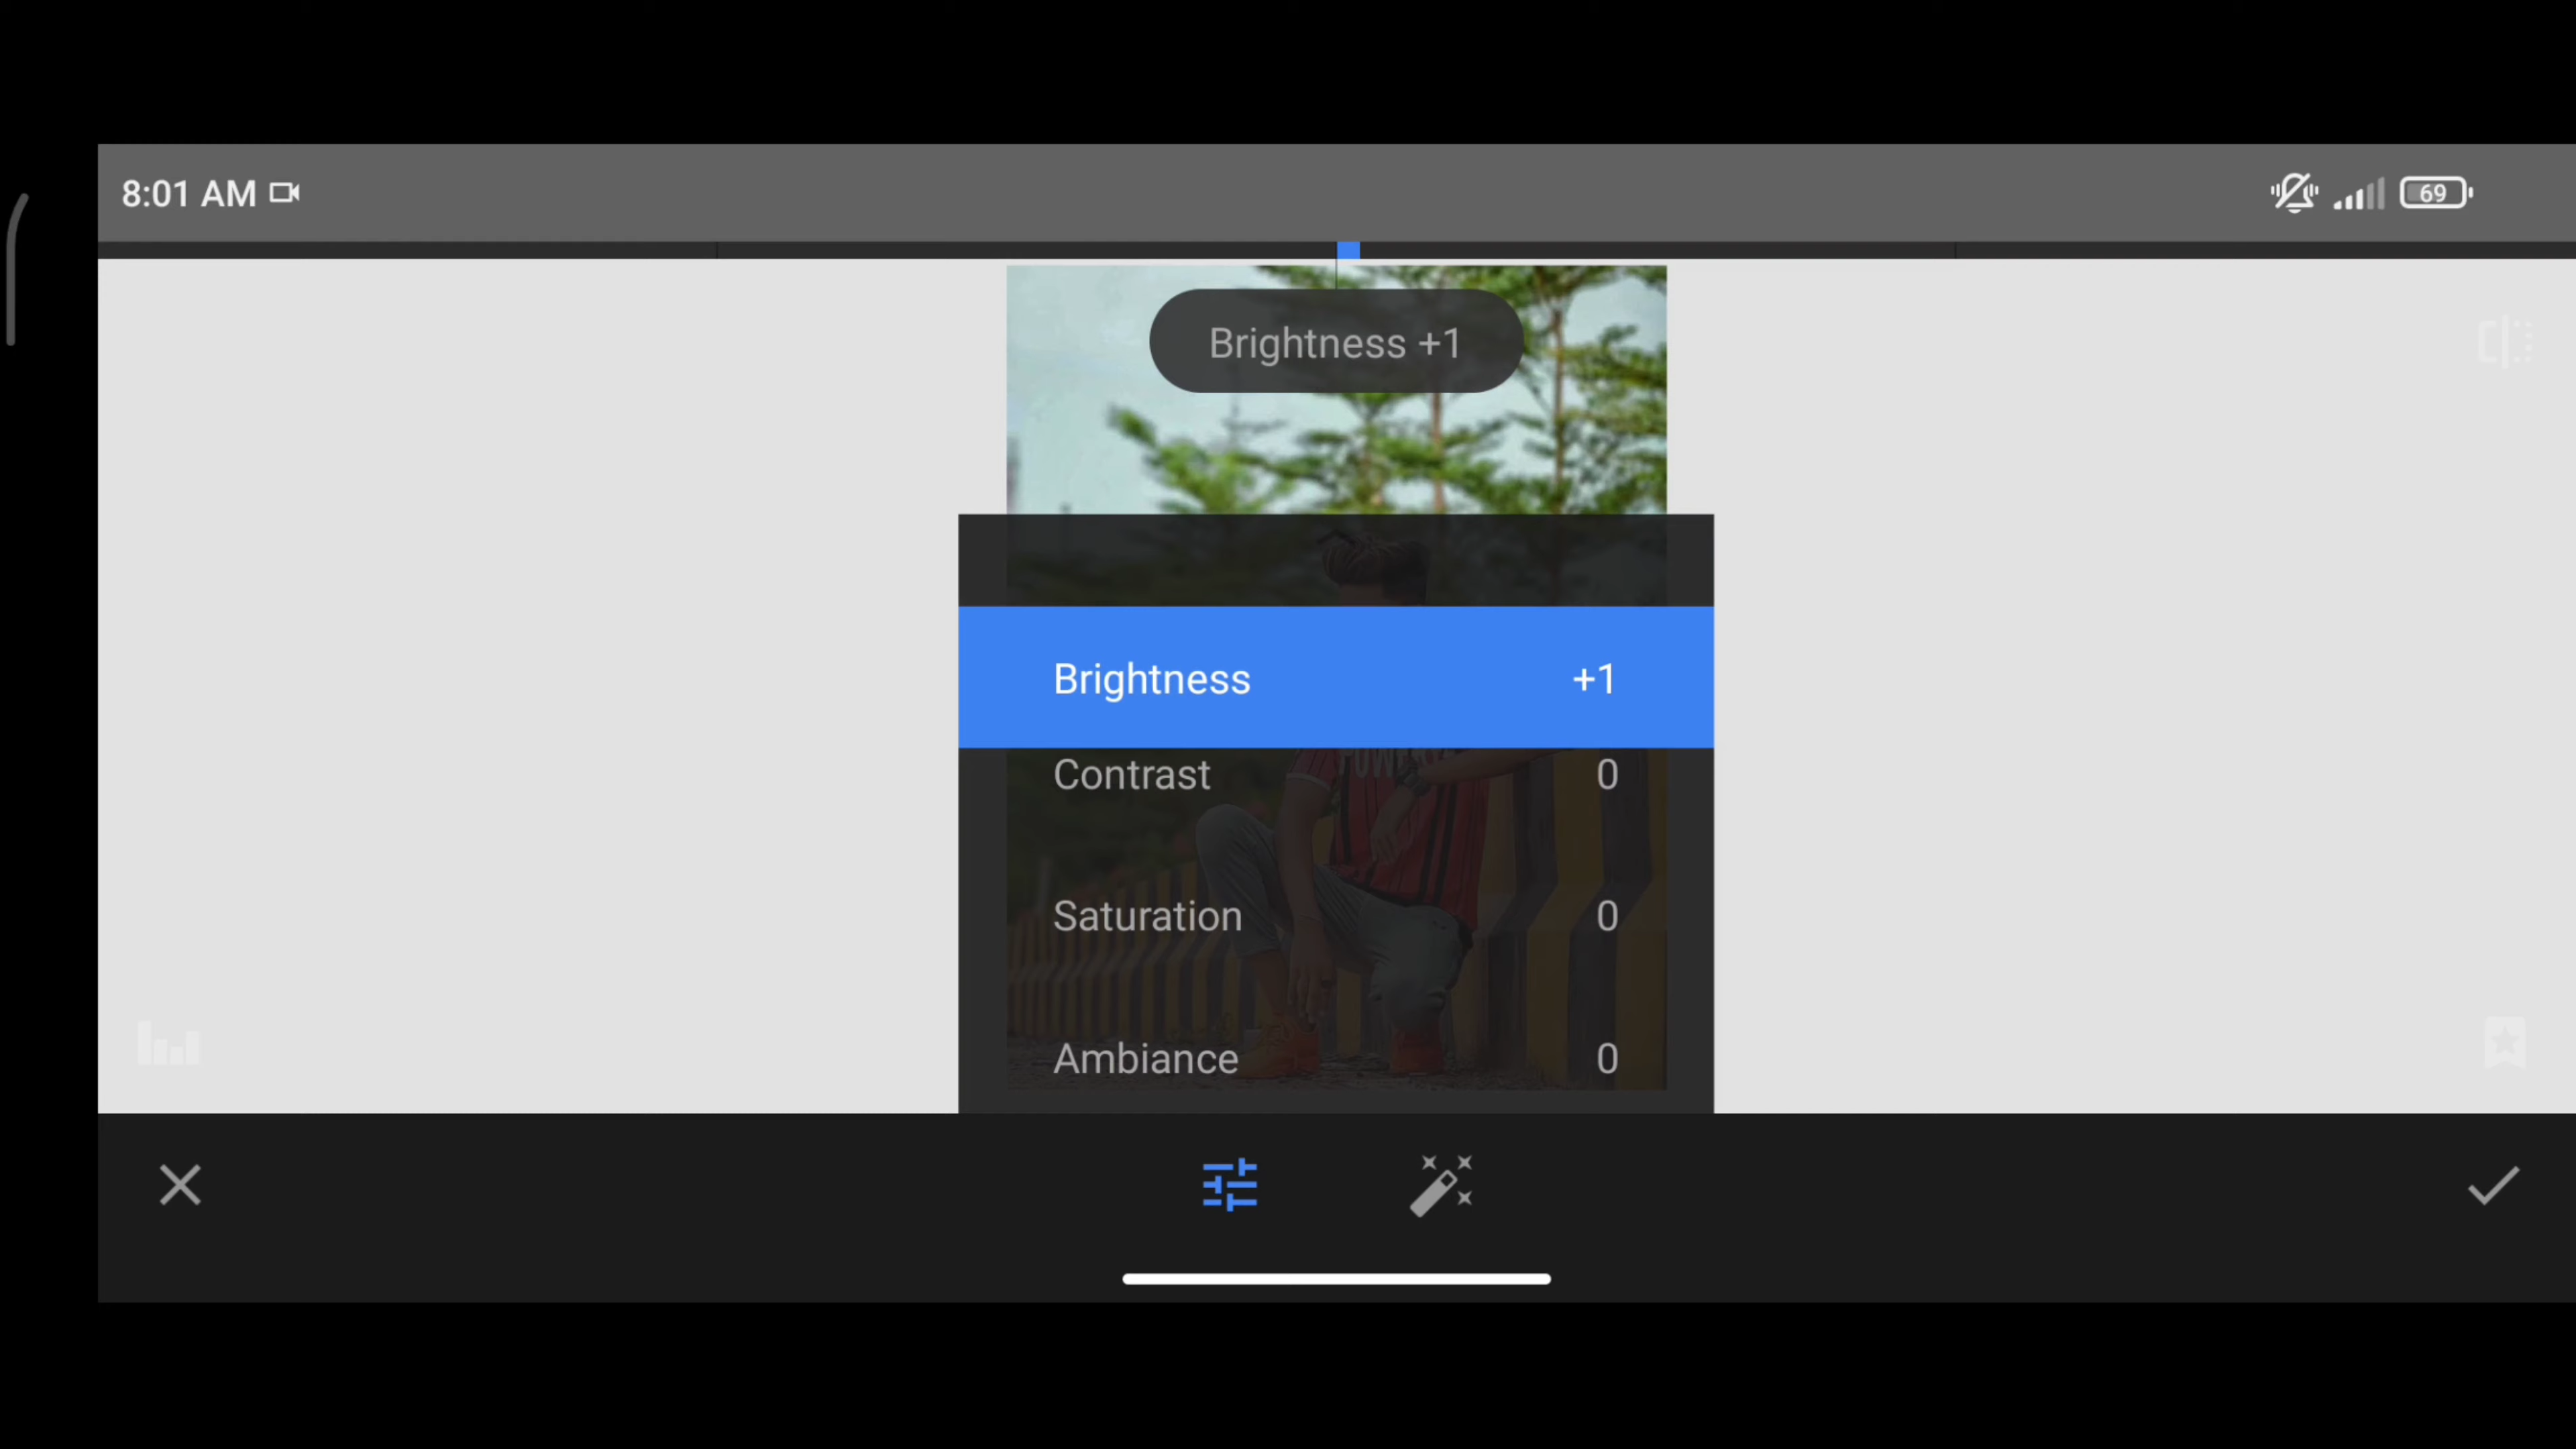 8:01 AM
69
Brightness +1
Brightness +1
Contrast 0
Saturation 0
Ambiance 0